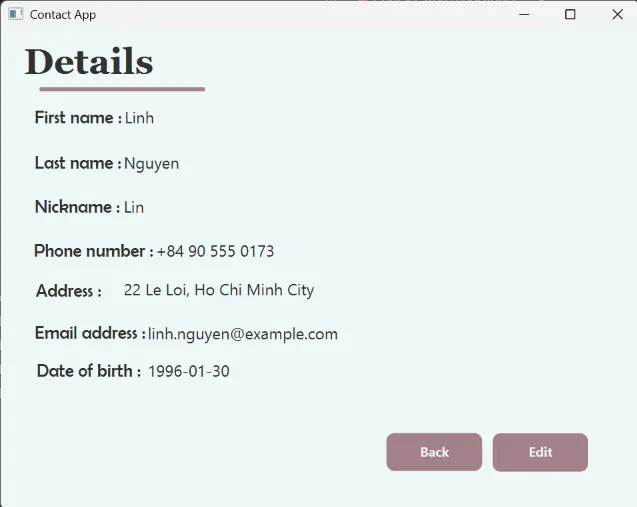 Contact App
Details
First name : Linh
Last name : Nguyen
Nickname : Lin
Phone number : +84 90 555 0173
Address : 22 Le Loi, Ho Chi Minh City
Email address : linh.nguyen@example.com
Date of birth : 1996-01-30
Back Edit